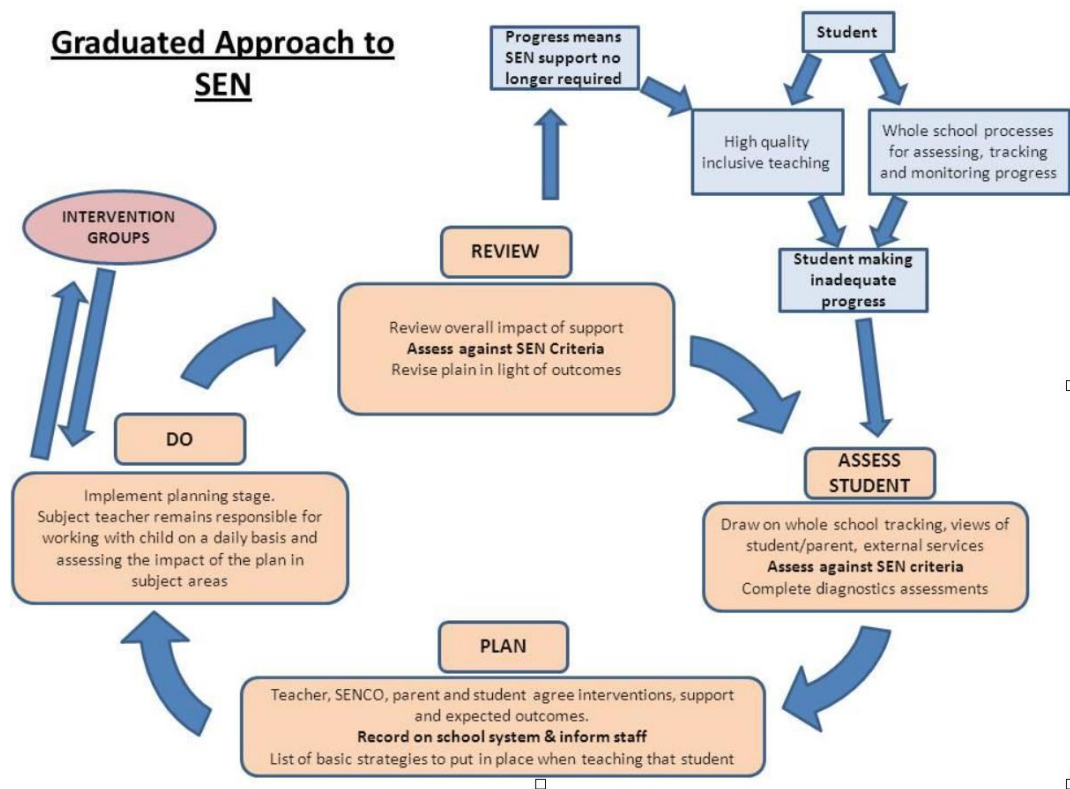 Graduated Approach to
SEN
Progress means
SEN support no
longer required
Student
High quality
inclusive teaching
Whole school processes
for assessing, tracking
and monitoring progress
Student making
inadequate
progress
INTERVENTION
GROUPS
REVIEW
Review overall impact of support
Assess against SEN Criteria
Revise plain in light of outcomes
DO
Implement planning stage.
Subject teacher remains responsible for
working with child on a daily basis and
assessing the impact of the plan in
subject areas
ASSESS
STUDENT
Draw on whole school tracking, views of
student/parent, external services
Assess against SEN criteria
Complete diagnostics assessments
PLAN
Teacher, SENCO, parent and student agree interventions, support
and expected outcomes.
Record on school system & inform staff
List of basic strategies to put in place when teaching that student